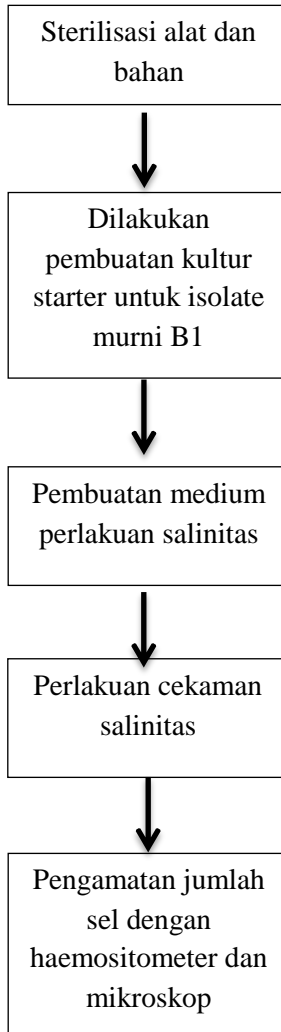 Sterilisasi alat dan
bahan
Dilakukan
pembuatan kultur
starter untuk isolate
murni B1
Pembuatan medium
perlakuan salinitas
Perlakuan cekaman
salinitas
Pengamatan jumlah
sel dengan
haemositometer dan
mikroskop